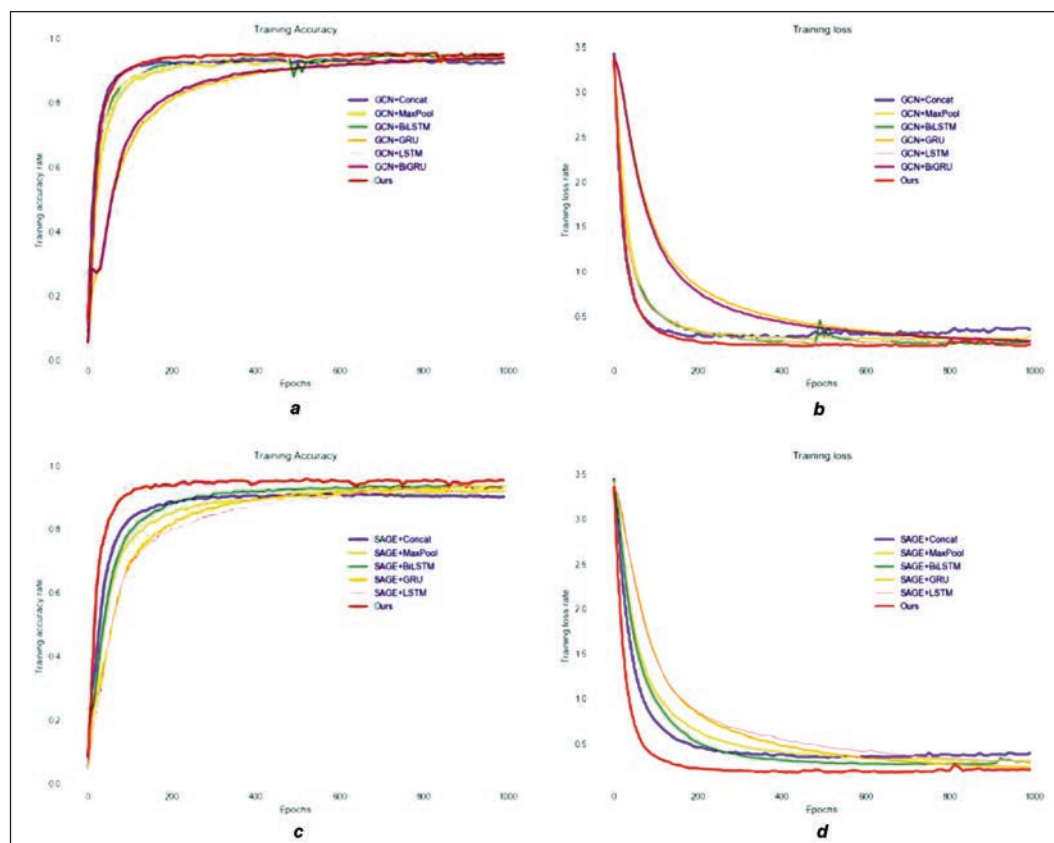 Training Accuracy
1.0
0.8
0.6
0.4
0.2
0.0
Training accuracy rate
GCN+Concat
GCN+MaxPool
GCN+BiLSTM
GCN+GRU
GCN+LSTM
GCN+BiGRU
Ours
0
200
400
600
800
1000
Epochs
a
Training loss
3.5
3.0
2.5
2.0
1.5
1.0
0.5
Training loss rate
GCN+Concat
GCN+MaxPool
GCN+BiLSTM
GCN+GRU
GCN+LSTM
GCN+BiGRU
Ours
0
200
400
600
800
1000
Epochs
b
Training Accuracy
1.0
0.8
0.6
0.4
0.2
0.0
Training accuracy rate
SAGE+Concat
SAGE+MaxPool
SAGE+BiLSTM
SAGE+GRU
SAGE+LSTM
Ours
0
200
400
600
800
1000
Epochs
c
Training loss
3.5
3.0
2.5
2.0
1.5
1.0
0.5
Training loss rate
SAGE+Concat
SAGE+MaxPool
SAGE+BiLSTM
SAGE+GRU
SAGE+LSTM
Ours
0
200
400
600
800
1000
Epochs
d